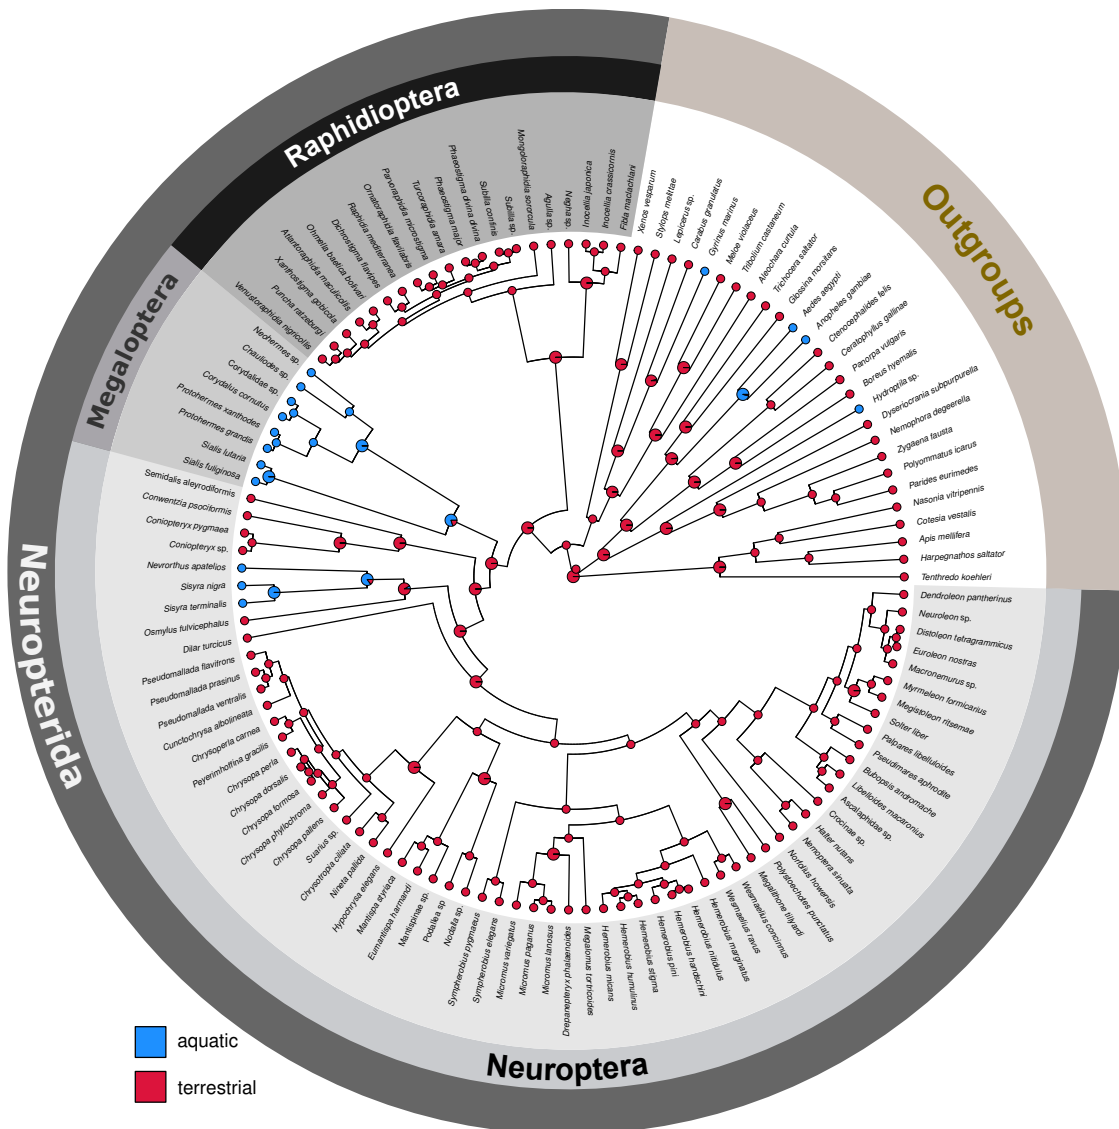 Raphidioptera
Megaloptera
Neuropterida
Neuroptera
Outgroups
Venustoraphidia nigricollis
Puncha ratzeburgi
Xanthostigma gobicola
Atlantoraphidia maculicollis
Ohmella baetica bolivari
Dichrostigma flavipes
Raphidia mediterranea
Ornatoraphidia flavilabris
Parvoraphidia microstigma
Turcoraphidia amara
Phaeostigma major
Phaeostigma divina divina
Subilla confinis
Subilla sp.
Mongoloraphidia sororcula
Agulla sp.
Negha sp.
Inocellia japonica
Inocellia crassicornis
Fibla maclachlani
Xenos vesparum
Stylops melittae
Lepicerus sp.
Carabus granulatus
Gyrinus marinus
Meloe violaceus
Tribolium castaneum
Aleochara curtula
Trichocera saltator
Glossina morsitans
Aedes aegypti
Anopheles gambiae
Ctenocephalides felis
Ceratophyllus gallinae
Panorpa vulgaris
Boreus hyemalis
Hydroptila sp.
Dyseriocrania subpurpurella
Nemophora degeerella
Zygaena fausta
Polyommatus icarus
Parides eurimedes
Nasonia vitripennis
Cotesia vestalis
Apis mellifera
Harpegnathos saltator
Tenthredo koehleri
Dendroleon pantherinus
Neuroleon sp.
Distoleon tetragrammicus
Euroleon nostras
Macronemurus sp.
Myrmeleon formicarius
Megistoleon ritsemae
Solter liber
Palpares libelluloides
Pseudimares aphrodite
Bubopsis andromache
Libelloides macaronius
Ascalaphidae sp.
Crocinae sp.
Halter nutans
Nemoptera sinuata
Norfolius howensis
Polystoechotes punctatus
Megalithone tillyardi
Wesmaelius concinnus
Wesmaelius ravus
Hemerobius marginatus
Hemerobius nitidulus
Hemerobius handschini
Hemerobius pini
Hemerobius stigma
Hemerobius humulinus
Hemerobius micans
Megalomus tortricoides
Drepanepteryx phalaenoides
Micromus lanosus
Micromus paganus
Micromus variegatus
Sympherobius elegans
Sympherobius pygmaeus
Nodalla sp.
Podallea sp
Mantispinae sp.
Eumantispa harmandi
Mantispa styriaca
Hypochrysa elegans
Nineta pallida
Chrysotropia ciliata
Suarius sp.
Chrysopa pallens
Chrysopa phyllochroma
Chrysopa formosa
Chrysopa dorsalis
Chrysopa perla
Peyerimhoffina gracilis
Chrysoperla carnea
Cunctochrysa albolineata
Pseudomallada ventralis
Pseudomallada prasinus
Pseudomallada flavifrons
Dilar turcicus
Osmylus fulvicephalus
Sisyra terminalis
Sisyra nigra
Nevrorthus apatelios
Coniopteryx sp.
Coniopteryx pygmaea
Conwentzia psociformis
Semidalis aleyrodiformis
Sialis fuliginosa
Sialis lutaria
Protohermes grandis
Protohermes xanthodes
Corydalus cornutus
Corydalidae sp.
Chauliodes sp.
Neohermes sp.
aquatic
terrestrial